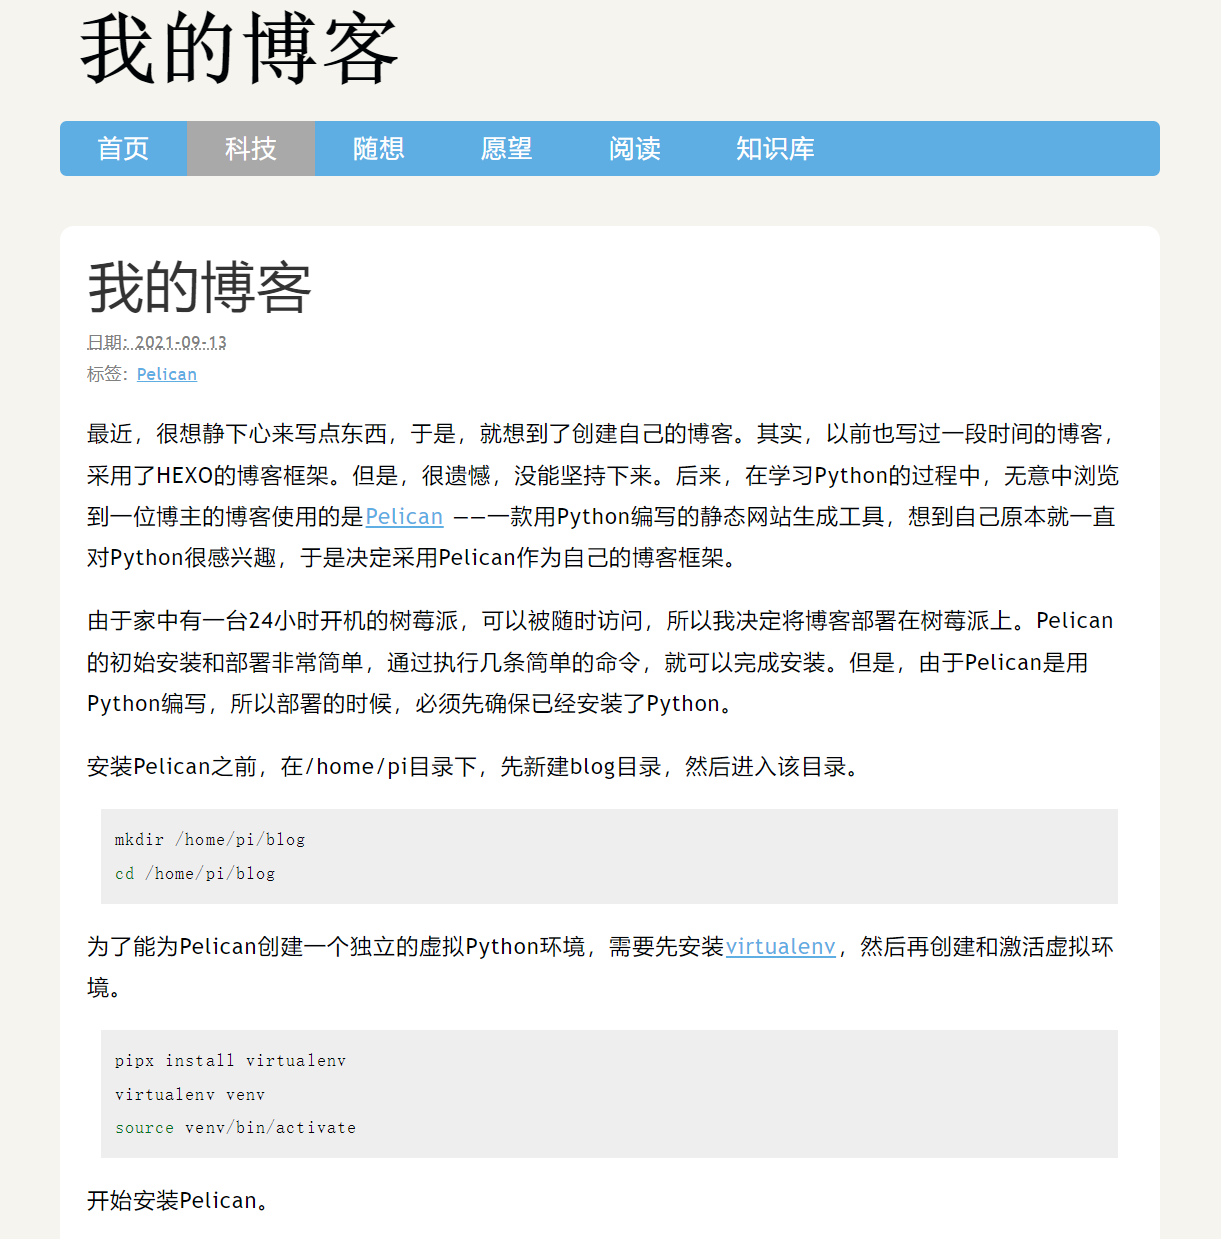 我的博客
首页 科技 随想 愿望 阅读 知识库
我的博客
日期：2021-09-13
标签：Pelican
最近，很想静下心来写点东西，于是，就想到了创建自己的博客。其实，以前也写过一段时间的博客，
采用了HEXO的博客框架。但是，很遗憾，没能坚持下来。后来，在学习Python的过程中，无意中浏览
到一位博主的博客使用的是Pelican ——一款用Python编写的静态网站生成工具，想到自己原本就一直
对Python很感兴趣，于是决定采用Pelican作为自己的博客框架。
由于家中有一台24小时开机的树莓派，可以被随时访问，所以我决定将博客部署在树莓派上。Pelican
的初始安装和部署非常简单，通过执行几条简单的命令，就可以完成安装。但是，由于Pelican是用
Python编写，所以部署的时候，必须先确保已经安装了Python。
安装Pelican之前，在/home/pi目录下，先新建blog目录，然后进入该目录。
mkdir /home/pi/blog
cd /home/pi/blog
为了能为Pelican创建一个独立的虚拟Python环境，需要先安装virtualenv，然后再创建和激活虚拟环
境。
pipx install virtualenv
virtualenv venv
source venv/bin/activate
开始安装Pelican。